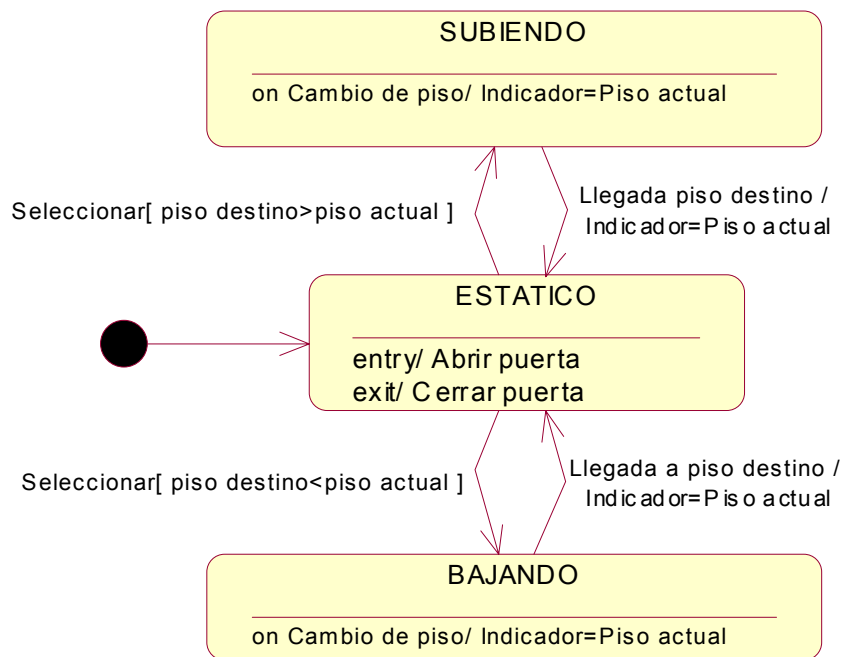 SUBIENDO
on Cambio de piso/ Indicador=Piso actual
Seleccionar[ piso destino>piso actual ]
Llegada piso destino /
Indicador=Piso actual
ESTATICO
entry/ Abrir puerta
exit/ Cerrar puerta
Seleccionar[ piso destino<piso actual ]
Llegada a piso destino /
Indicador=Piso actual
BAJANDO
on Cambio de piso/ Indicador=Piso actual